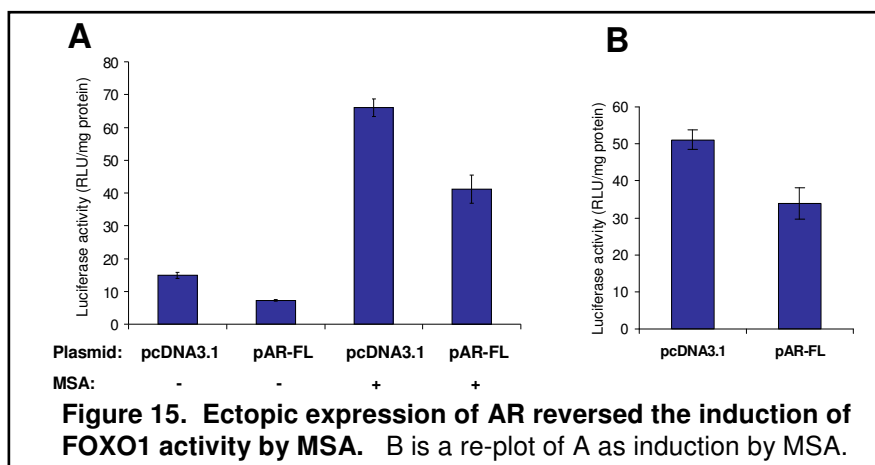 A
B
Luciferase activity (RLU/mg protein)
80
70
60
50
40
30
20
10
0
Plasmid: pcDNA3.1 pAR-FL pcDNA3.1 pAR-FL
MSA: - - + +
Luciferase activity (RLU/mg protein)
60
50
40
30
20
10
0
pcDNA3.1 pAR-FL
Figure 15. Ectopic expression of AR reversed the induction of
FOXO1 activity by MSA. B is a re-plot of A as induction by MSA.